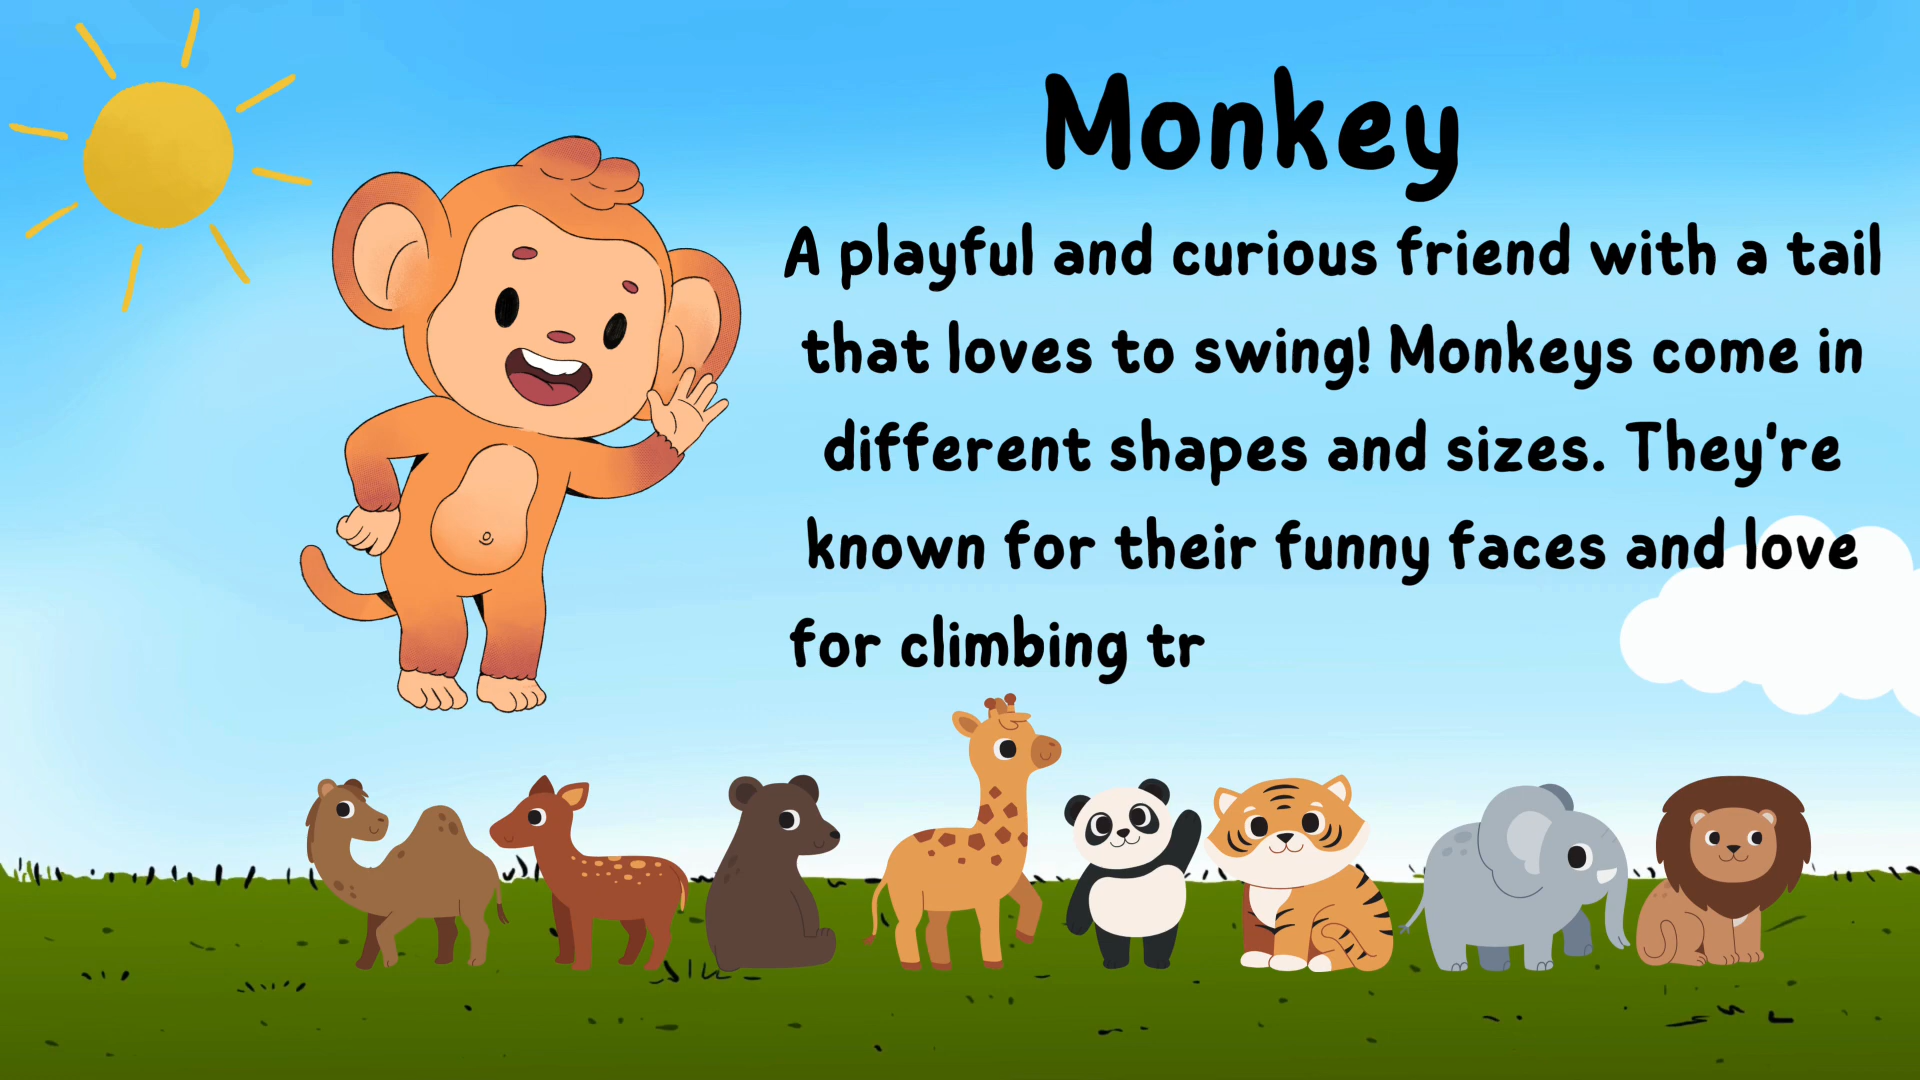 Monkey
A playful and curious friend with a tail
that loves to swing! Monkeys come in
different shapes and sizes. They're
known for their funny faces and love
for climbing tr